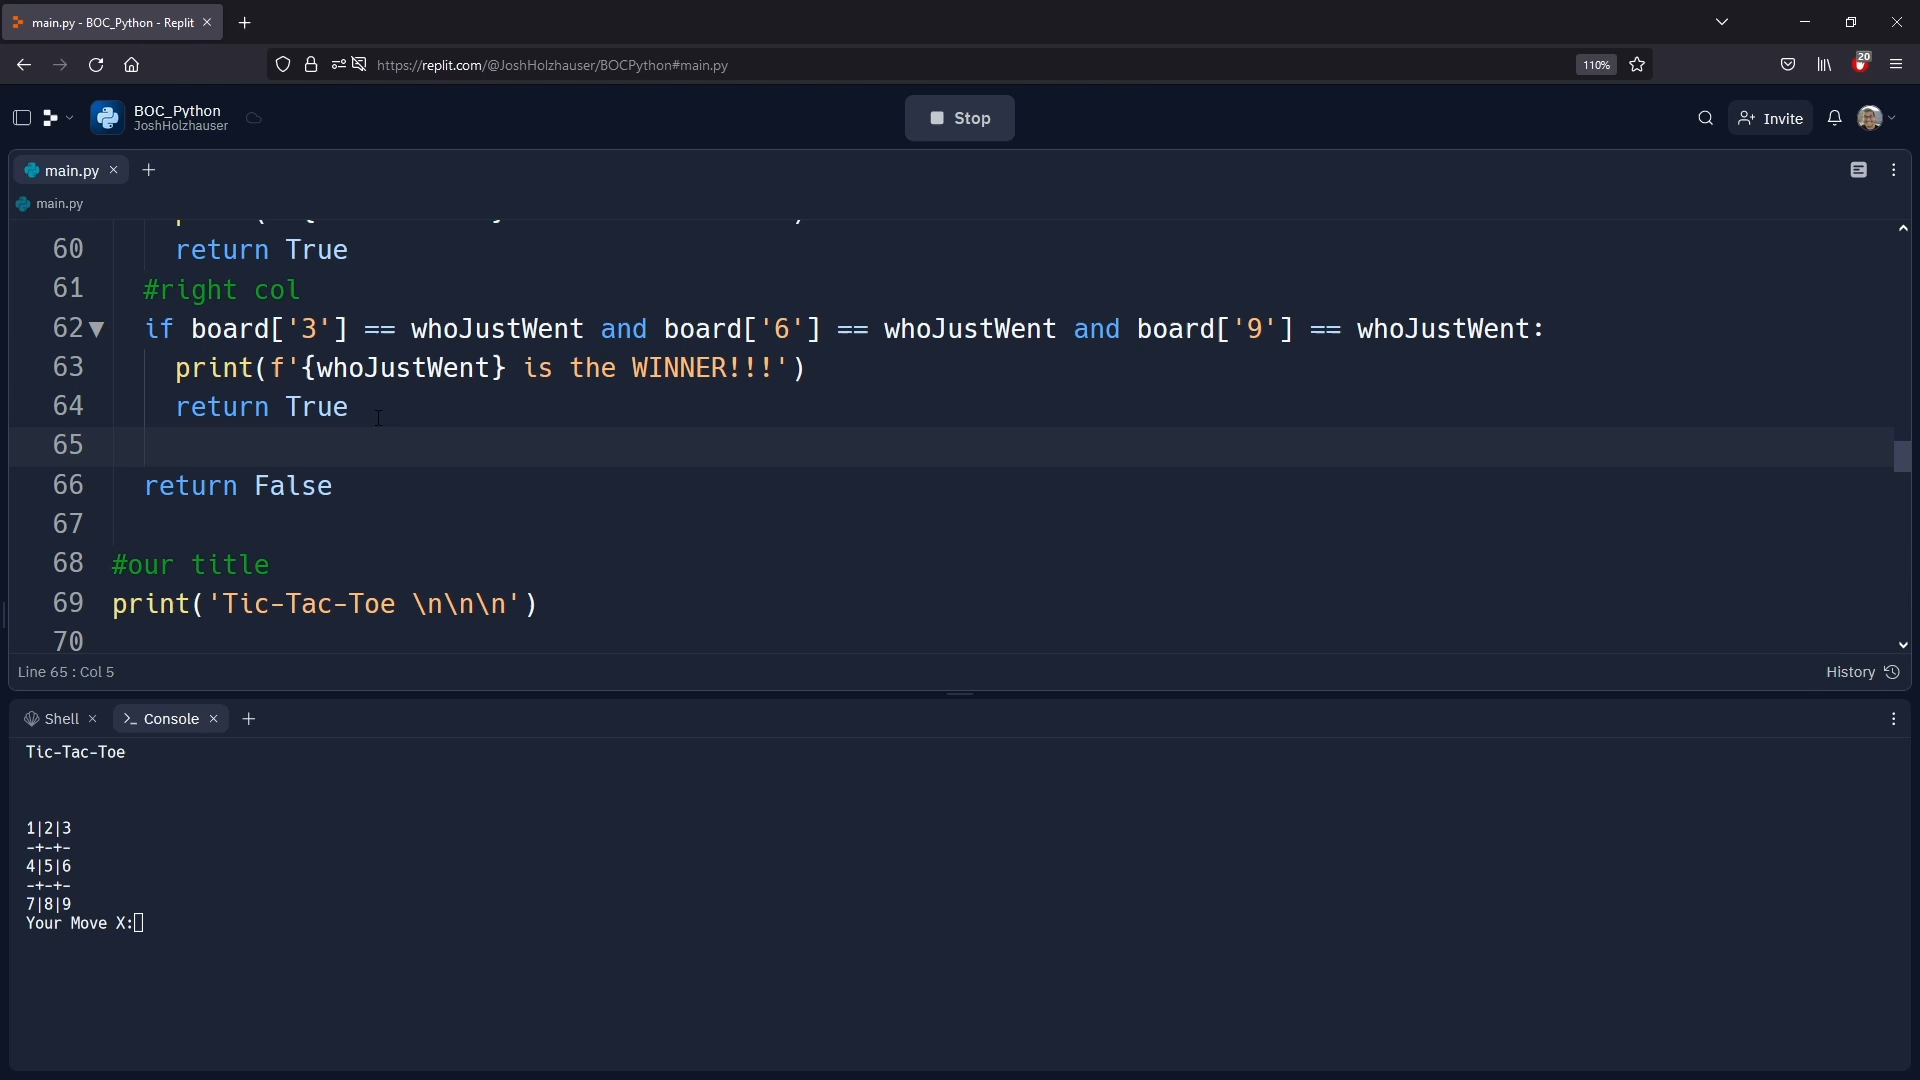 main.py - BOC_Python - Replit
https://replit.com/@JoshHolzhauser/BOCPython#main.py
110%
20
BOC_Python
JoshHolzhauser
Stop
Invite
main.py
main.py
60 return True
61 #right col
62 if board['3'] == whoJustWent and board['6'] == whoJustWent and board['9'] == whoJustWent:
63 print(f'{whoJustWent} is the WINNER!!!')
64 return True
65
66 return False
67
68 #our title
69 print('Tic-Tac-Toe \n\n\n')
70
Line 65 : Col 5
History
Shell
Console
Tic-Tac-Toe
1|2|3
-+-+-
4|5|6
-+-+-
7|8|9
Your Move X: